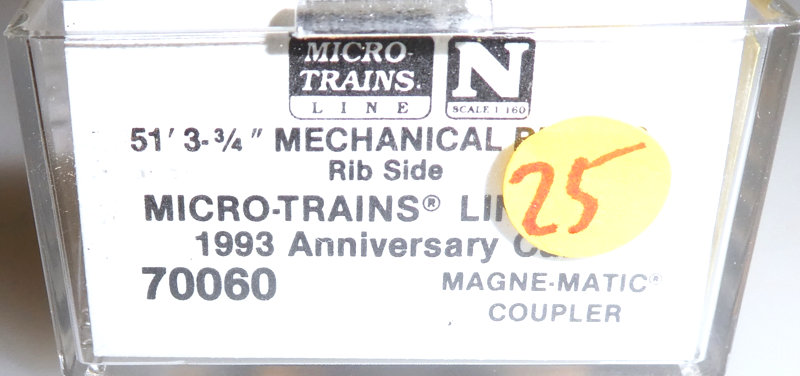 MICRO-
TRAINS®
LINE
N
SCALE 1:160
51' 3-¾" MECHANICAL
Rib Side
MICRO-TRAINS®
1993 Anniversary
25
70060
MAGNE-MATIC®
COUPLER